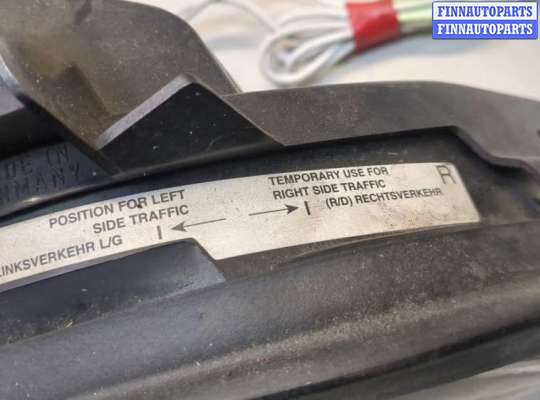 FINNAUTOPARTS
FINNAUTOPARTS
POSITION FOR LEFT
SIDE TRAFFIC
LINKSVERKEHR L/G
TEMPORARY USE FOR
RIGHT SIDE TRAFFIC
(R/D) RECHTSVERKEHR
R